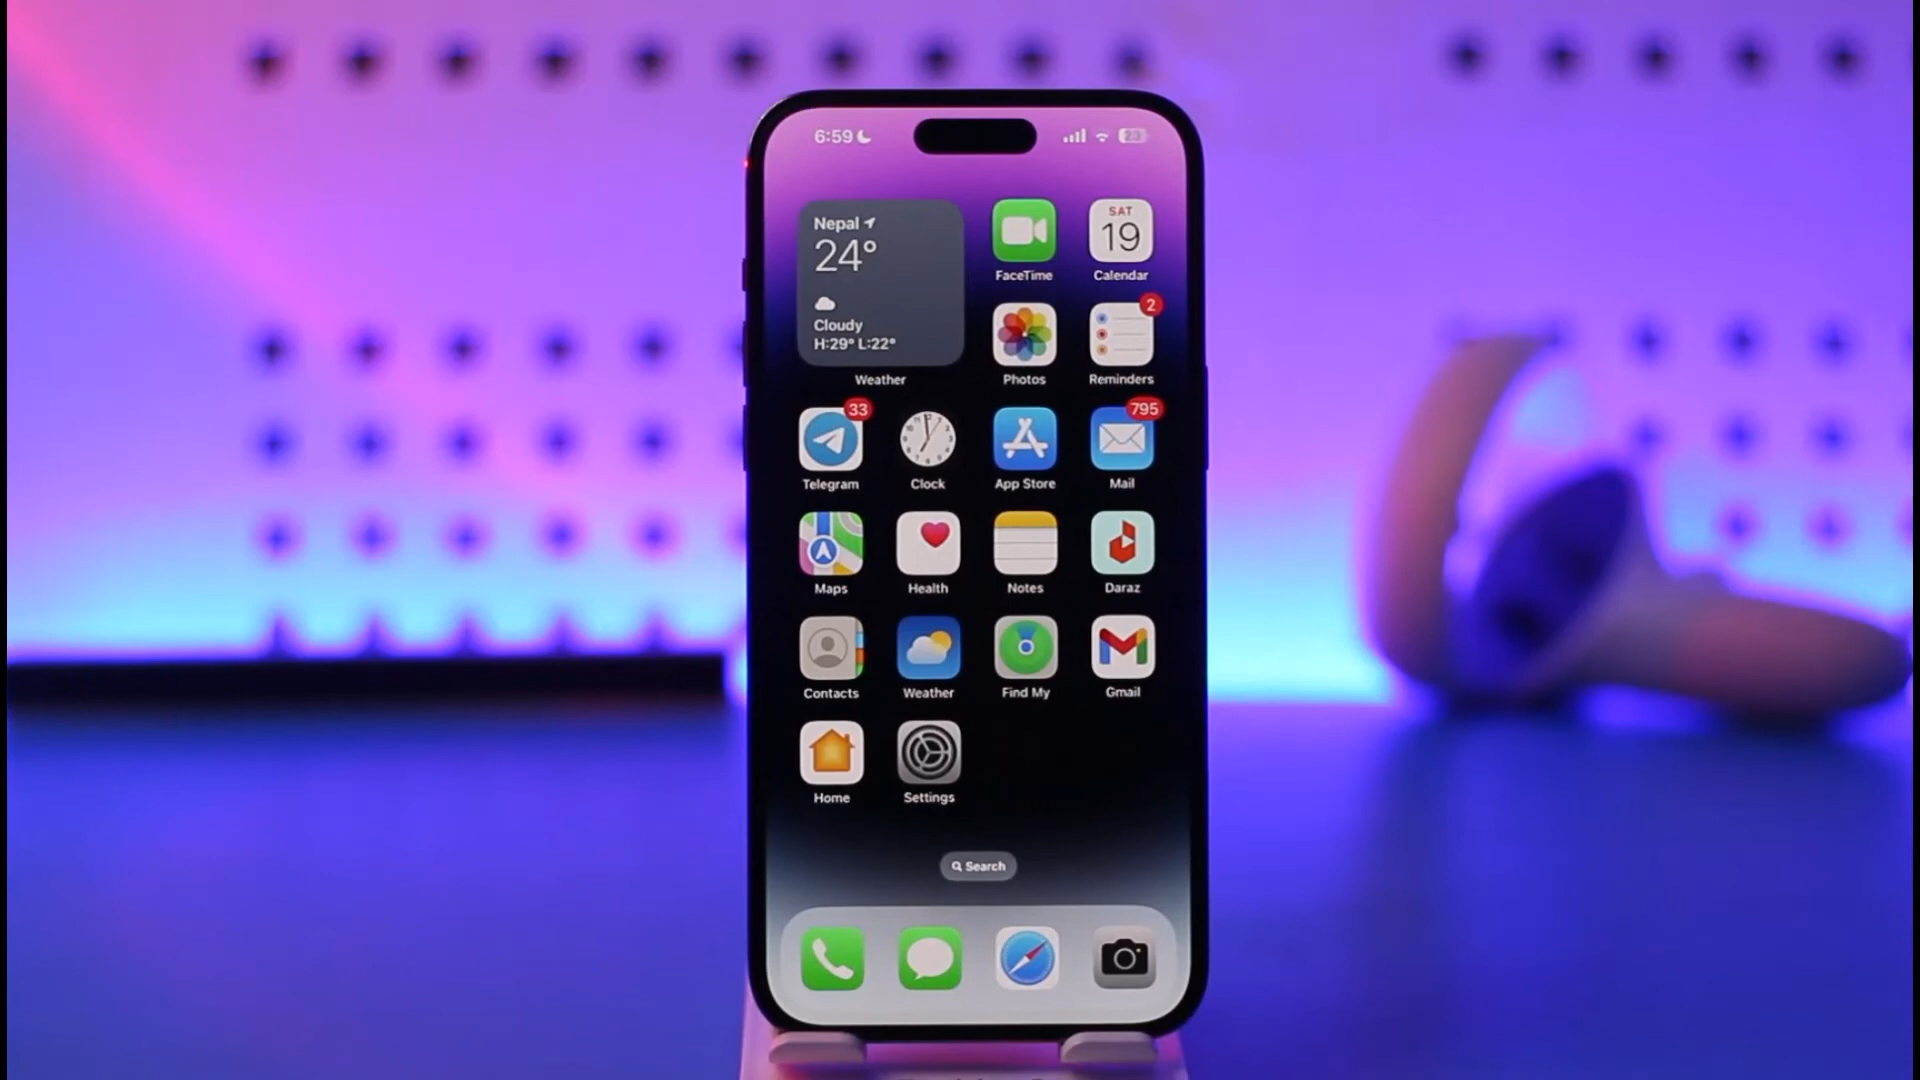 6:59
23
Nepal
24°
Cloudy
H:29° L:22°
Weather
FaceTime
SAT
19
Calendar
Photos
2
Reminders
33
Telegram
Clock
App Store
795
Mail
Maps
Health
Notes
Daraz
Contacts
Weather
Find My
Gmail
Home
Settings
Search